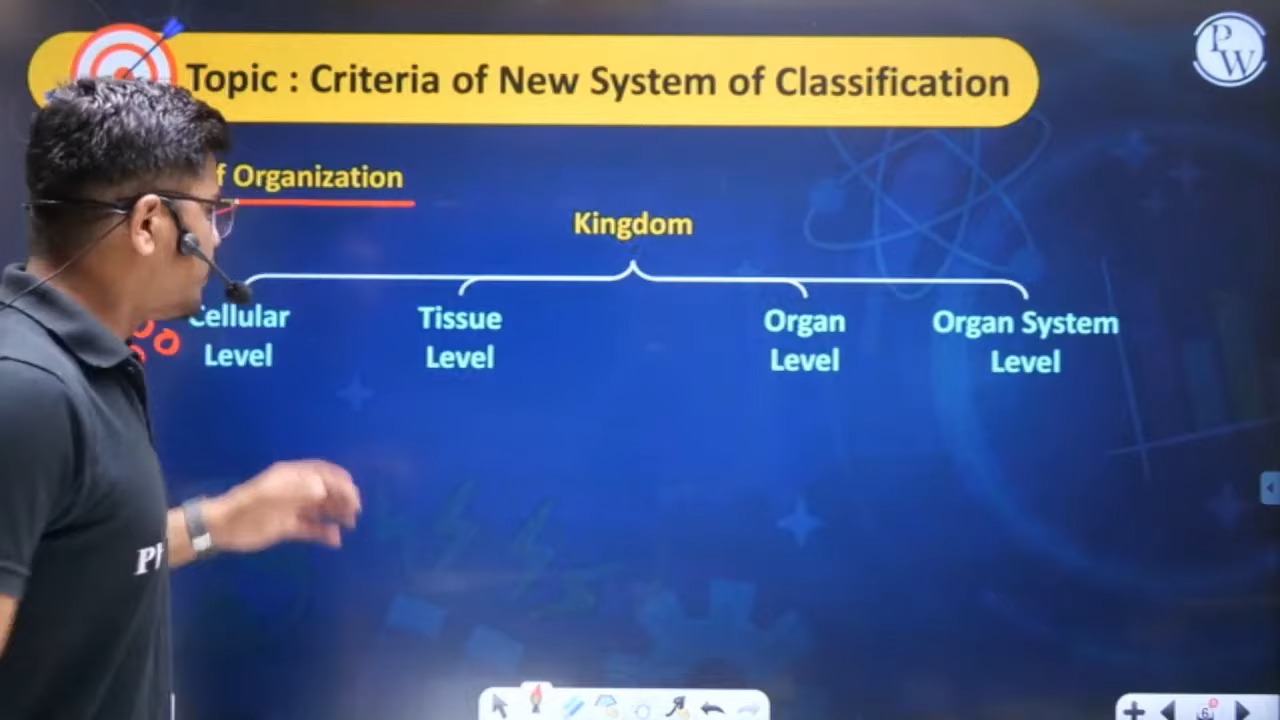 Topic : Criteria of New System of Classification
PW
f Organization
Kingdom
Cellular Level
Tissue Level
Organ Level
Organ System Level
P
6